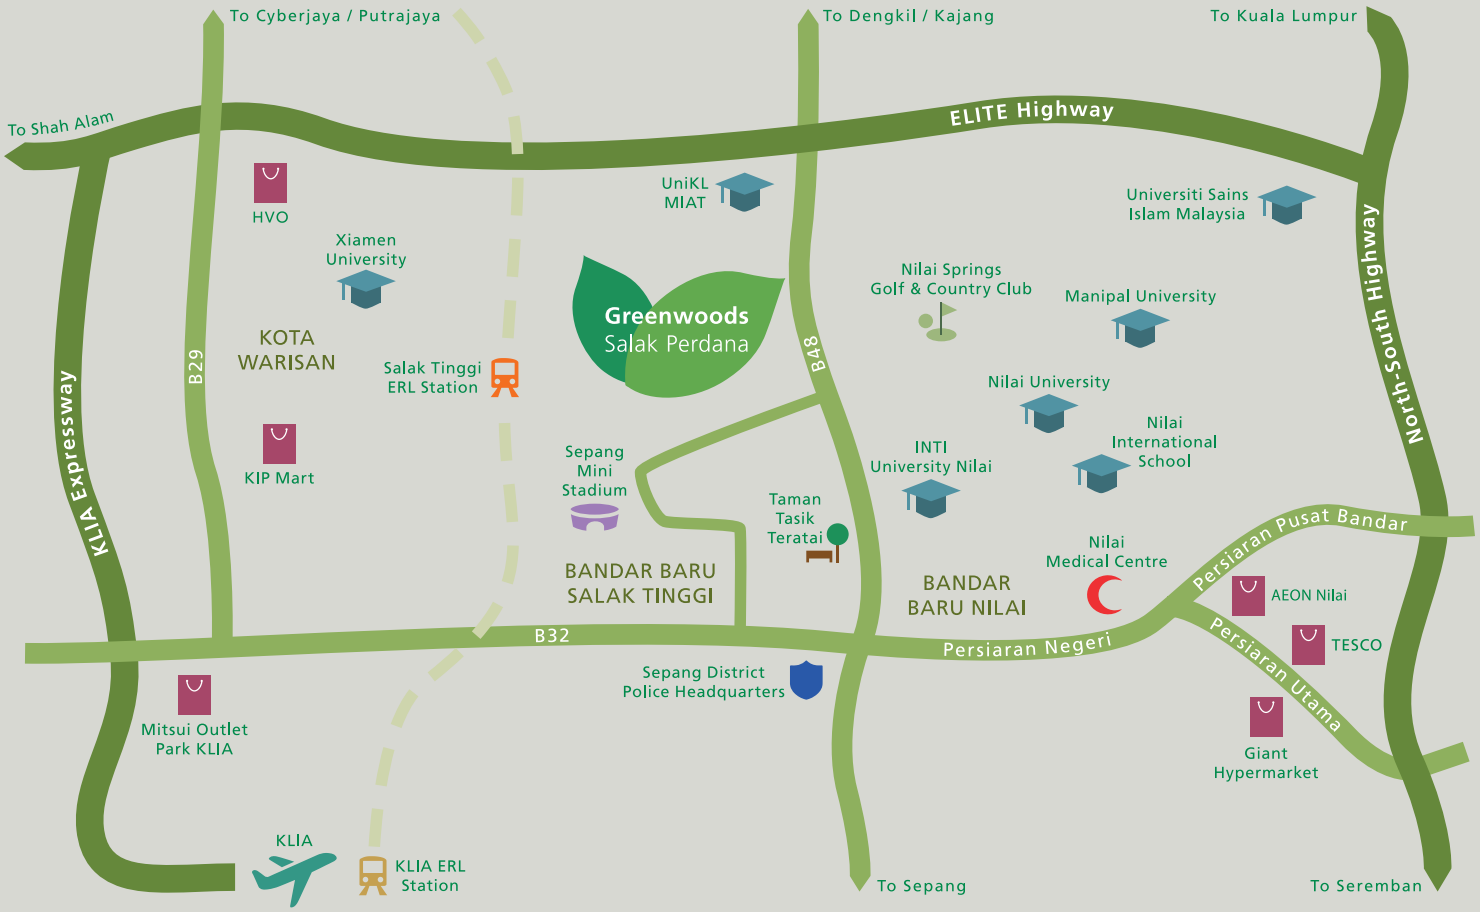 To Cyberjaya / Putrajaya
To Dengkil / Kajang
To Kuala Lumpur
To Shah Alam
ELITE Highway
HVO
UniKL
MIAT
Universiti Sains
Islam Malaysia
Xiamen
University
Nilai Springs
Golf & Country Club
Manipal University
North-South Highway
Greenwoods
Salak Perdana
KOTA
WARISAN
B29
B48
Salak Tinggi
ERL Station
Nilai University
KLIA Expressway
Nilai
International
School
INTI
University Nilai
Sepang
Mini
Stadium
KIP Mart
Taman
Tasik
Teratai
Persiaran Pusat Bandar
Nilai
Medical Centre
BANDAR BARU
SALAK TINGGI
BANDAR
BARU NILAI
AEON Nilai
B32
Persiaran Negeri
Persiaran Utama
TESCO
Sepang District
Police Headquarters
Mitsui Outlet
Park KLIA
Giant
Hypermarket
KLIA
KLIA ERL
Station
To Sepang
To Seremban